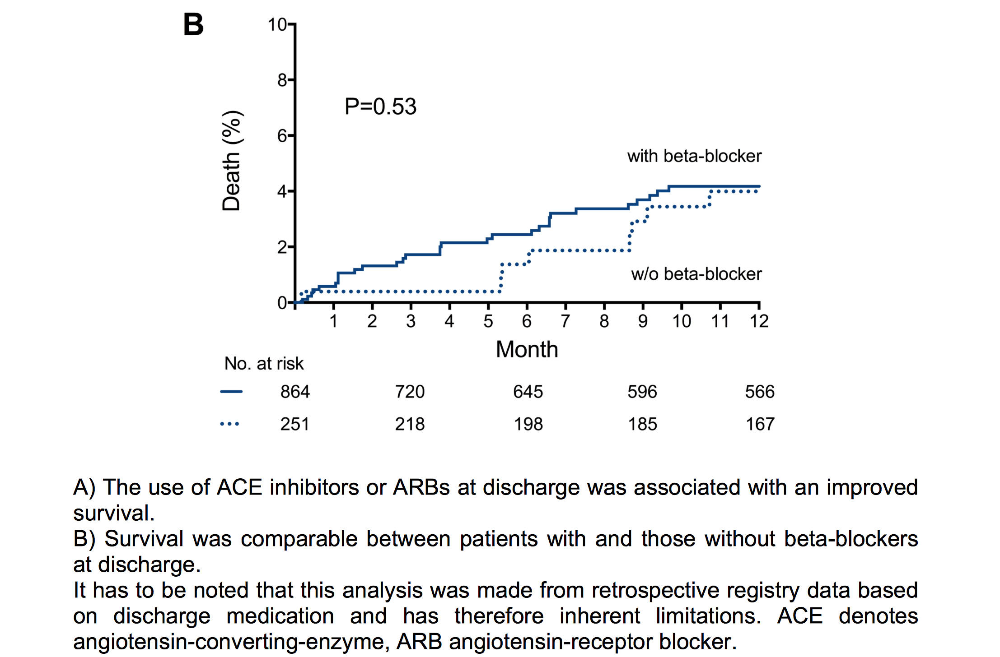 B
10
8
6
4
2
0
Death (%)
P=0.53
with beta-blocker
w/o beta-blocker
1 2 3 4 5 6 7 8 9 10 11 12
Month
No. at risk
864 720 645 596 566
251 218 198 185 167
A) The use of ACE inhibitors or ARBs at discharge was associated with an improved
survival.
B) Survival was comparable between patients with and those without beta-blockers
at discharge.
It has to be noted that this analysis was made from retrospective registry data based
on discharge medication and has therefore inherent limitations. ACE denotes
angiotensin-converting-enzyme, ARB angiotensin-receptor blocker.